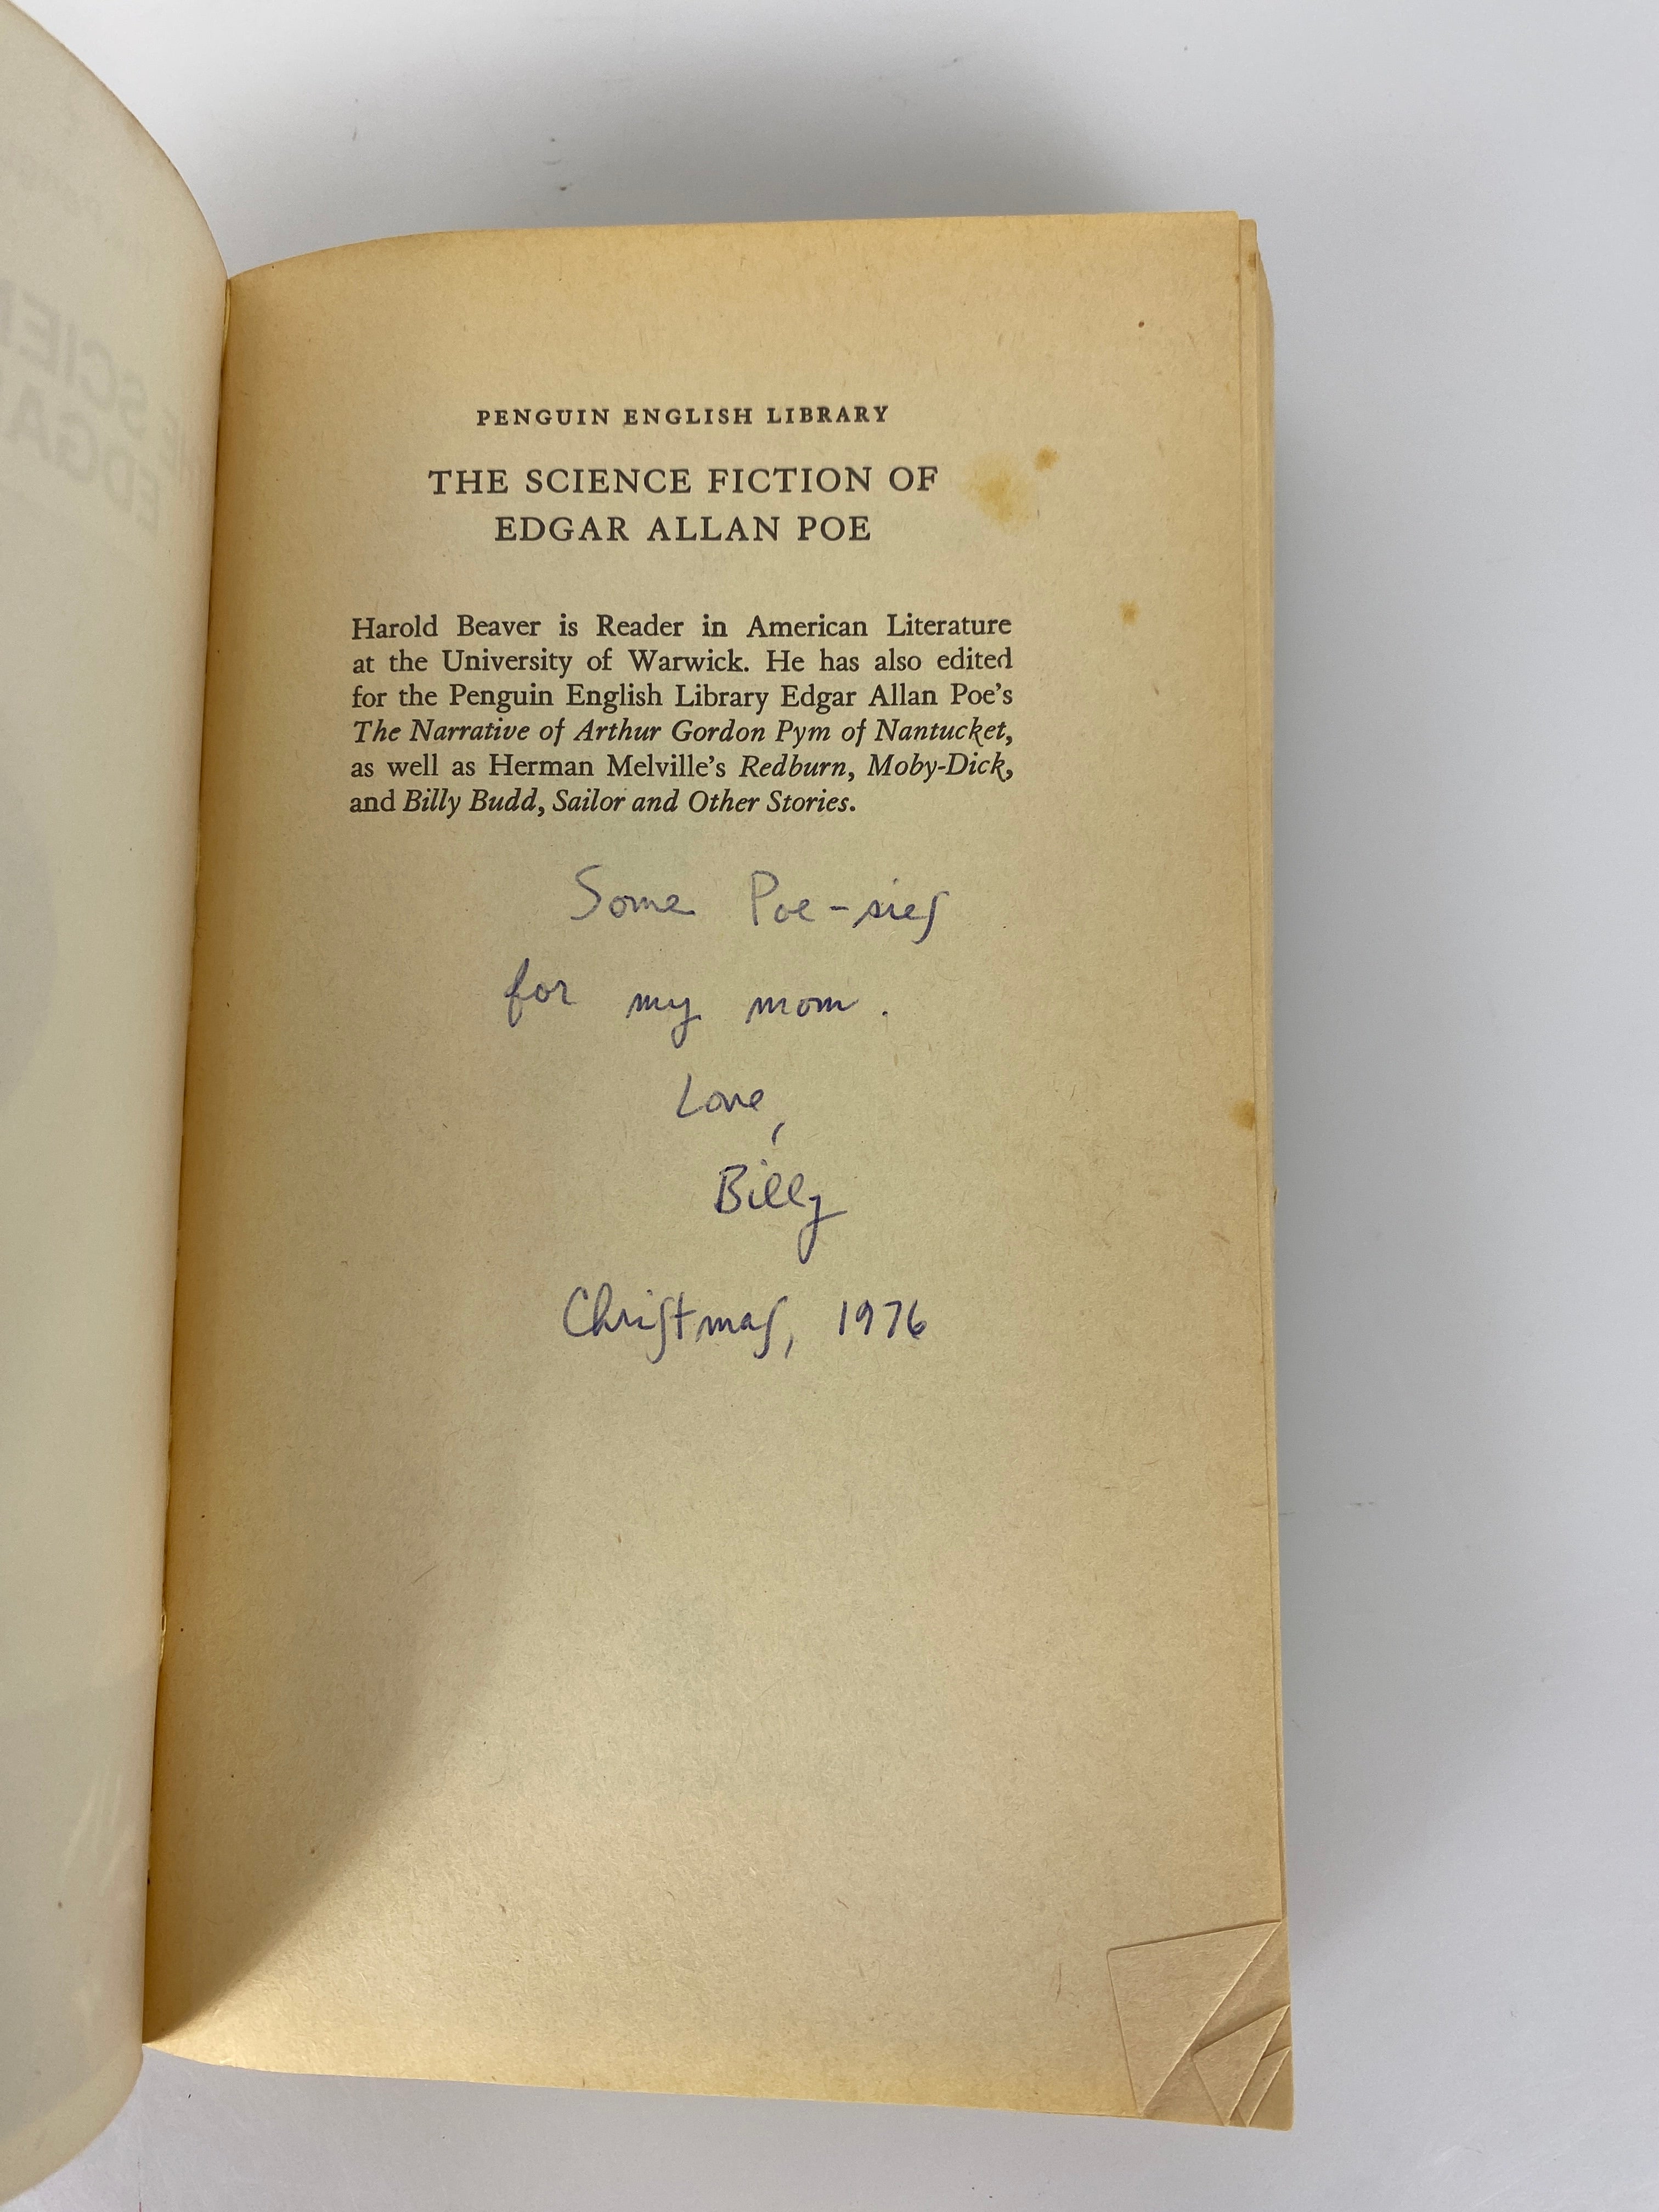 PENGUIN ENGLISH LIBRARY
THE SCIENCE FICTION OF
EDGAR ALLAN POE
Harold Beaver is Reader in American Literature
at the University of Warwick. He has also edited
for the Penguin English Library Edgar Allan Poe's
The Narrative of Arthur Gordon Pym of Nantucket,
as well as Herman Melville's Redburn, Moby-Dick,
and Billy Budd, Sailor and Other Stories.
Some Poe-sies
for my mom.
Love,
Billy
Christmas, 1976